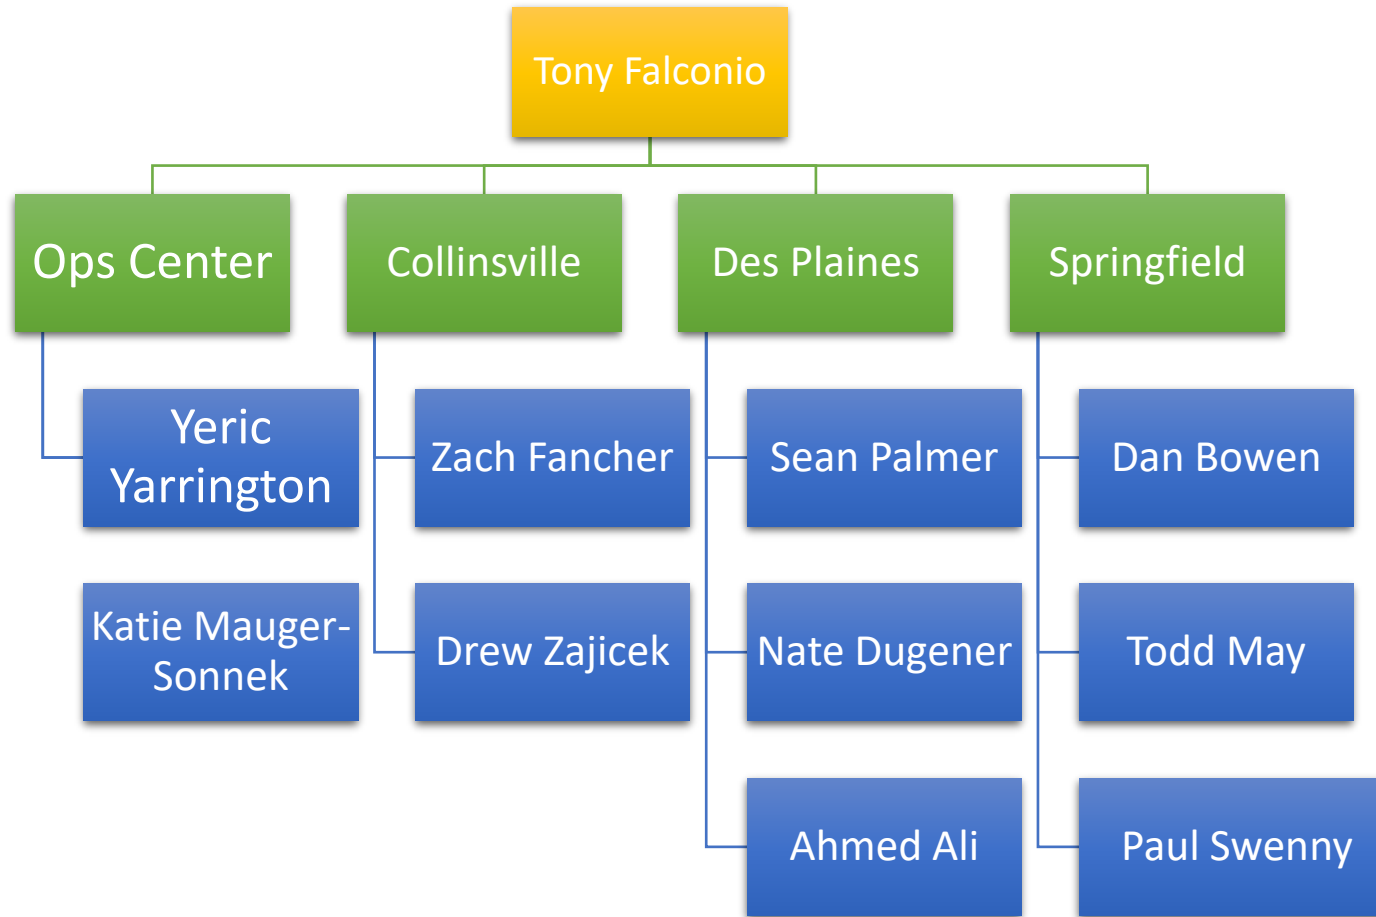 Tony Falconio
Ops Center
Collinsville
Des Plaines
Springfield
Yeric
Yarrington
Zach Fancher
Sean Palmer
Dan Bowen
Katie Mauger-
Sonnek
Drew Zajicek
Nate Dugener
Todd May
Ahmed Ali
Paul Swenny